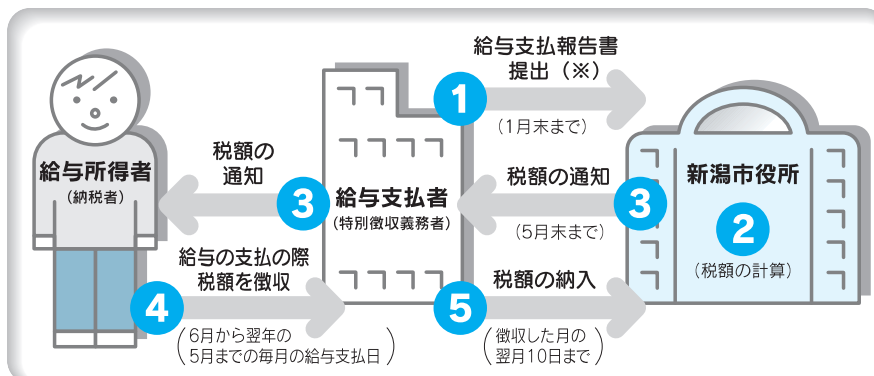 給与支払報告書
提出（※）
1
（1月末まで）
税額の
通知
税額の通知
給与所得者
（納税者）
3
給与支払者
（特別徴収義務者）
3
新潟市役所
（5月末まで）
2
（税額の計算）
給与の支払の際
税額を徴収
税額の納入
4
5
（6月から翌年の
5月までの毎月の給与支払日）
（徴収した月の
翌月10日まで）